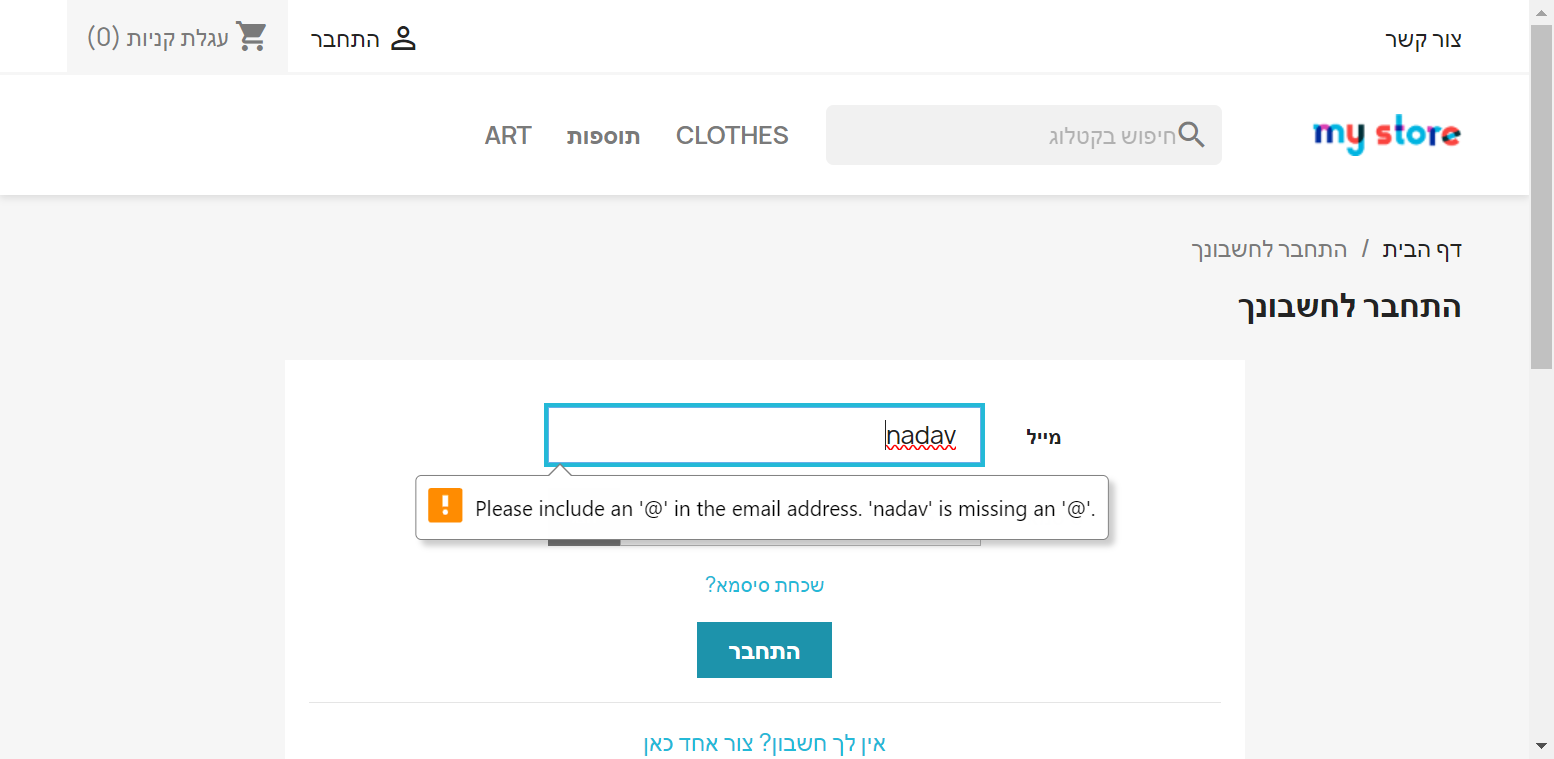 צור קשר
התחבר
עגלת קניות (0)
my store
חיפוש בקטלוג
CLOTHES
תוספות
ART
דף הבית / התחבר לחשבונך
התחבר לחשבונך
מייל
nadav
Please include an '@' in the email address. 'nadav' is missing an '@'.
שכחת סיסמא?
התחבר
אין לך חשבון? צור אחד כאן